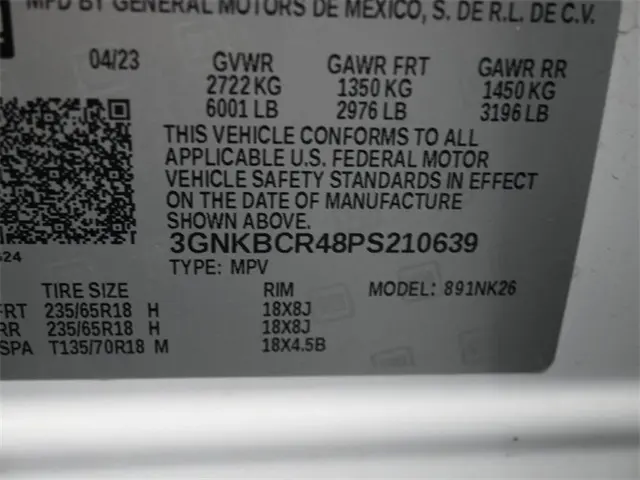 MFD BY GENERAL MOTORS DE MEXICO, S. DE R.L. DE C.V.
04/23 GVWR GAWR FRT GAWR RR
2722 KG 1350 KG 1450 KG
6001 LB 2976 LB 3196 LB
THIS VEHICLE CONFORMS TO ALL
APPLICABLE U.S. FEDERAL MOTOR
VEHICLE SAFETY STANDARDS IN EFFECT
ON THE DATE OF MANUFACTURE
SHOWN ABOVE.
3GNKBCR48PS210639
TYPE: MPV
TIRE SIZE RIM MODEL: 891NK26
FRT 235/65R18 H 18X8J
RR 235/65R18 H 18X8J
SPA T135/70R18 M 18X4.5B